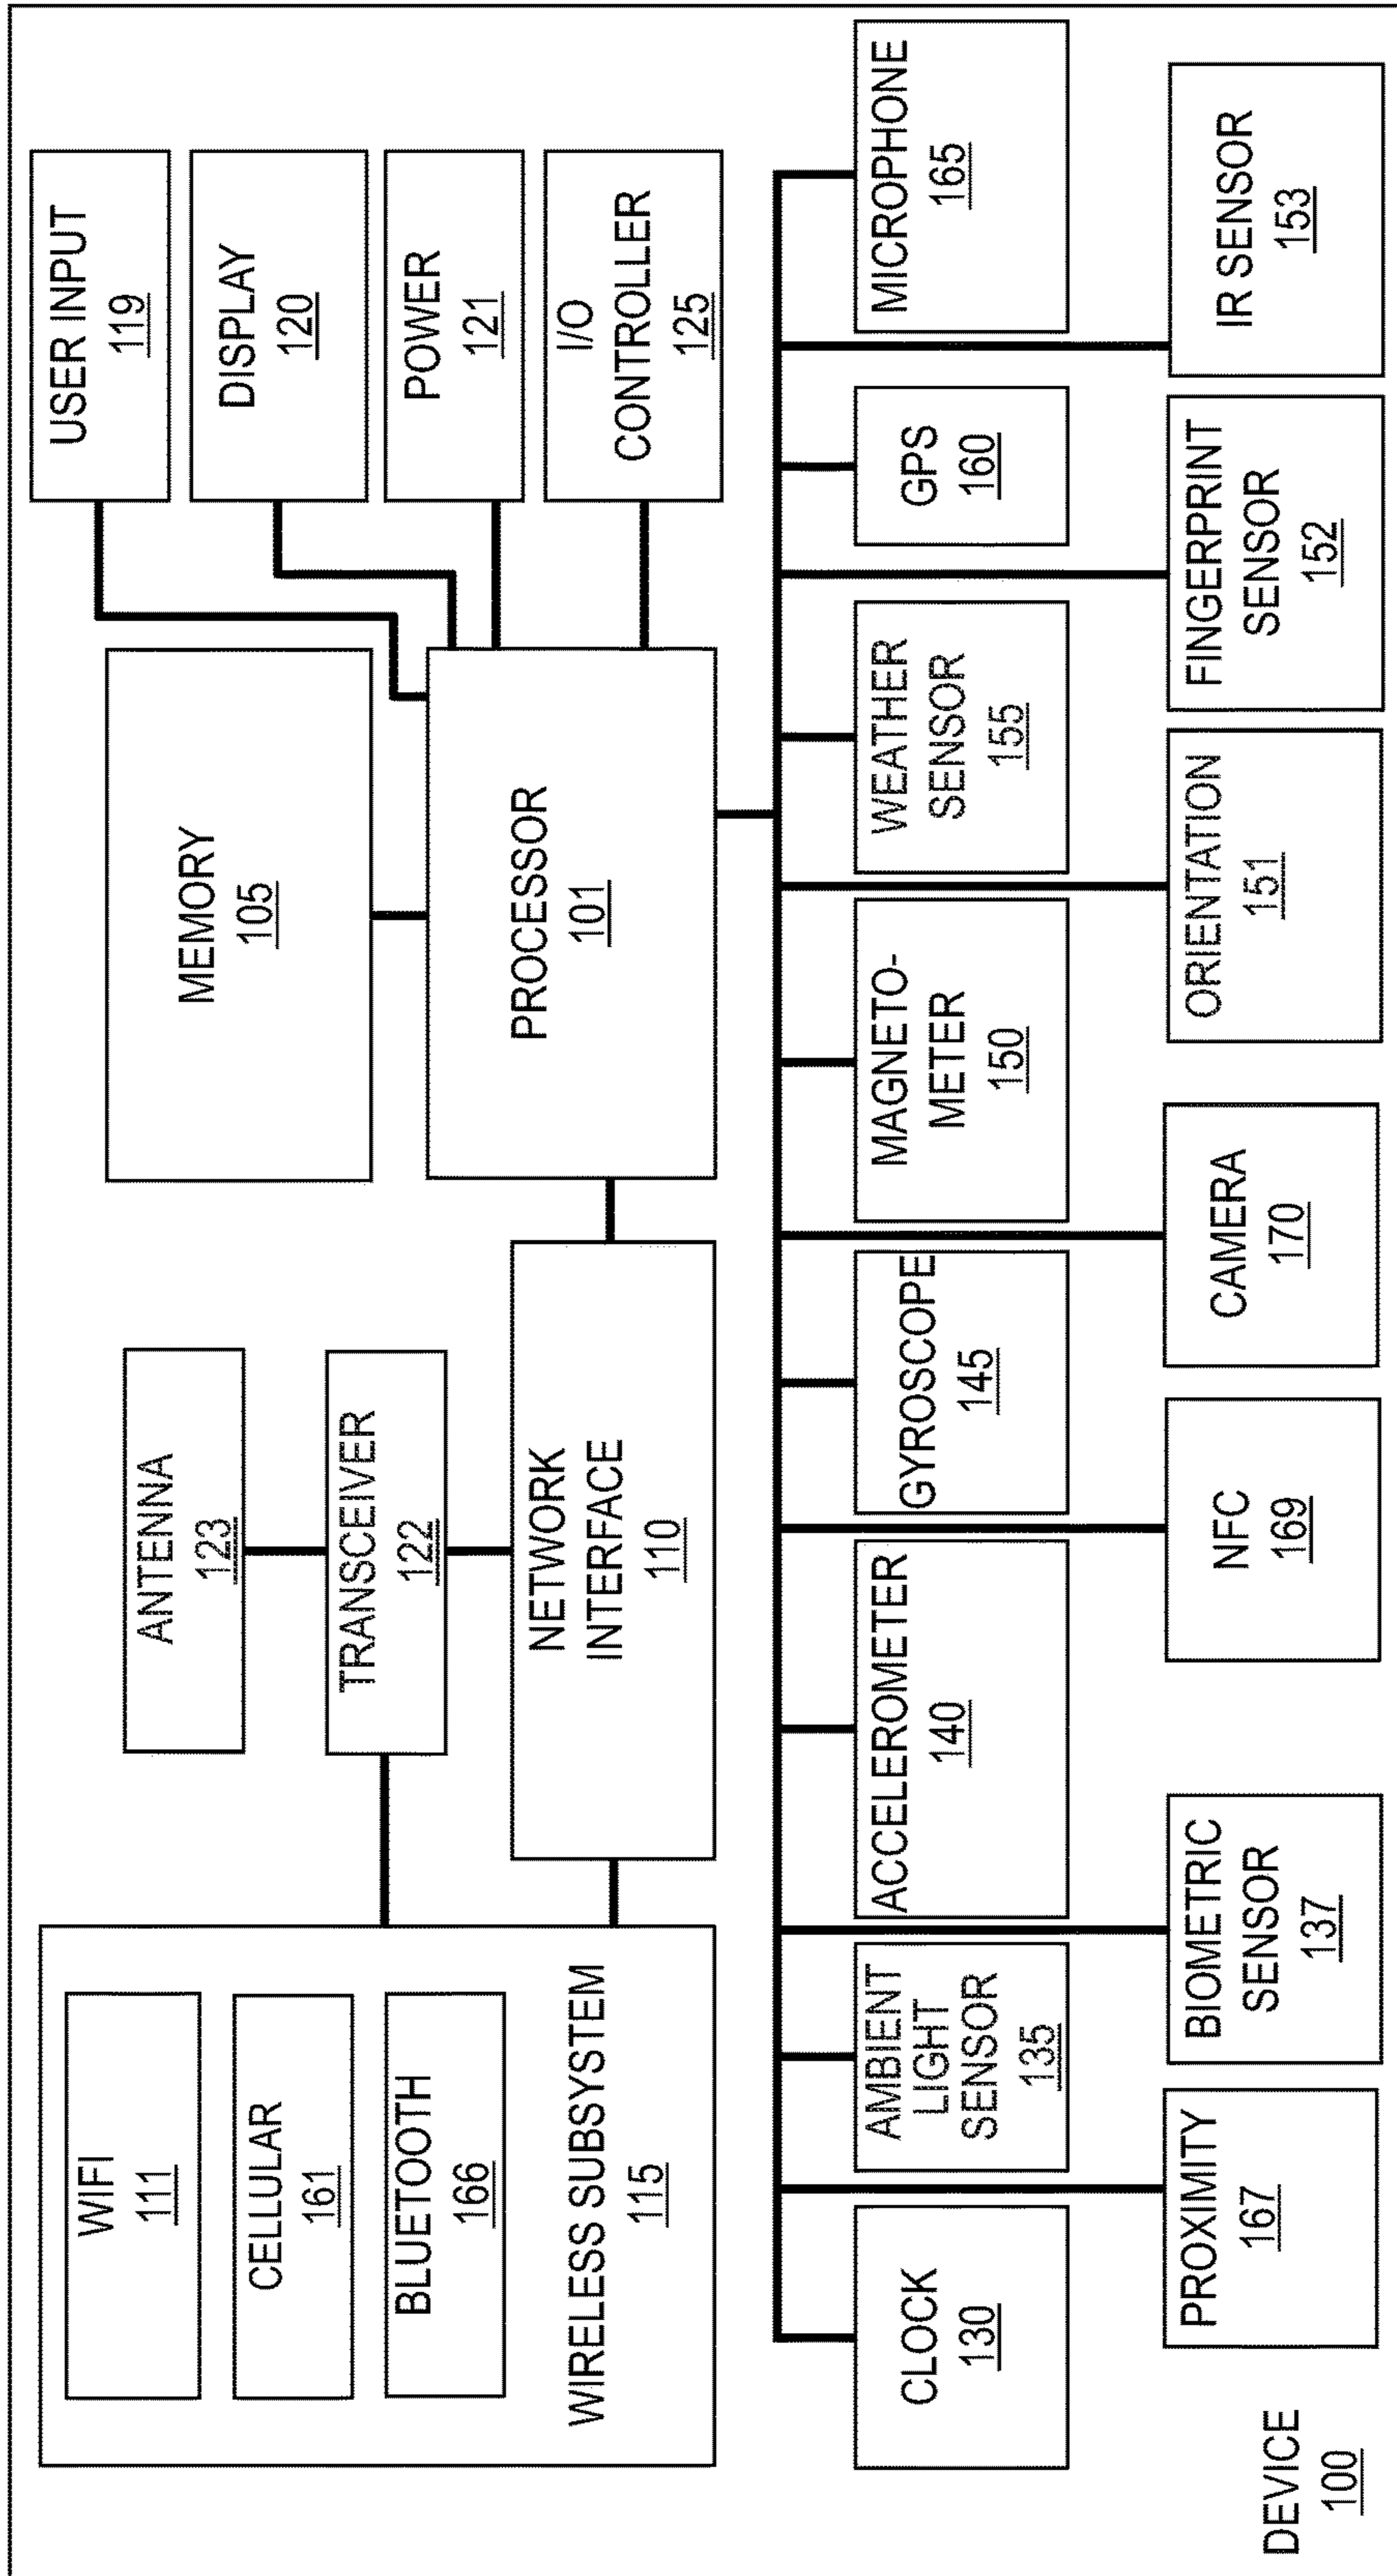 WIFI
111
CELLULAR
161
BLUETOOTH
166
WIRELESS SUBSYSTEM
115
ANTENNA
123
TRANSCEIVER
122
NETWORK
INTERFACE
110
MEMORY
105
PROCESSOR
101
USER INPUT
119
DISPLAY
120
POWER
121
I/O
CONTROLLER
125
CLOCK
130
AMBIENT
LIGHT
SENSOR
135
ACCELEROMETER
140
GYROSCOPE
145
MAGNETO-
METER
150
WEATHER
SENSOR
155
GPS
160
MICROPHONE
165
PROXIMITY
167
BIOMETRIC
SENSOR
137
NFC
169
CAMERA
170
ORIENTATION
151
FINGERPRINT
SENSOR
152
IR SENSOR
153
DEVICE
100